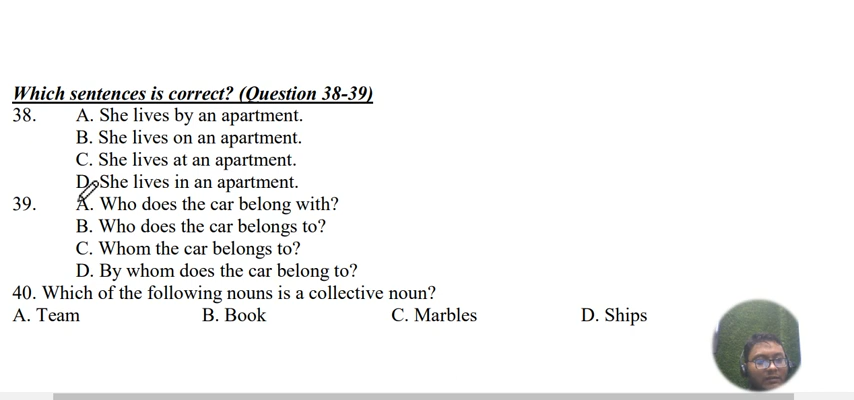 Which sentences is correct? (Question 38-39)
38. A. She lives by an apartment.
B. She lives on an apartment.
C. She lives at an apartment.
D. She lives in an apartment.
39. A. Who does the car belong with?
B. Who does the car belongs to?
C. Whom the car belongs to?
D. By whom does the car belong to?
40. Which of the following nouns is a collective noun?
A. Team B. Book C. Marbles D. Ships